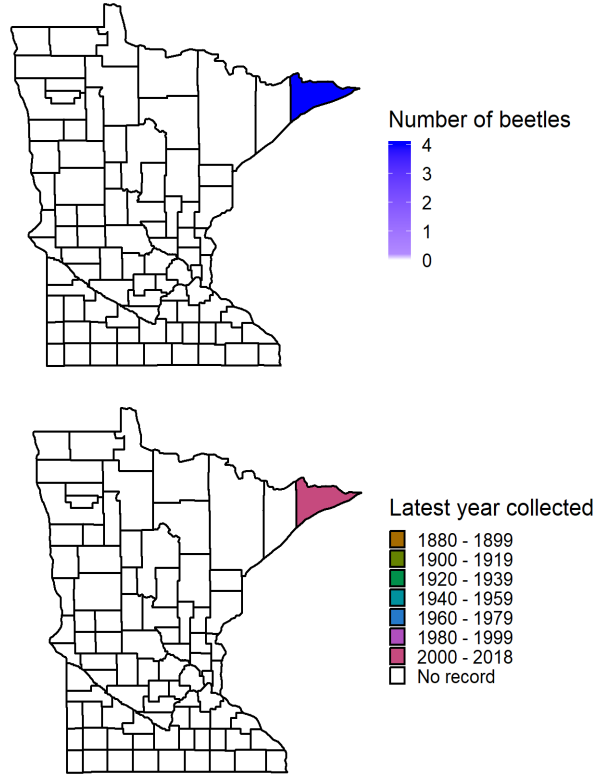 Number of beetles
4
3
2
1
0
Latest year collected
1880 - 1899
1900 - 1919
1920 - 1939
1940 - 1959
1960 - 1979
1980 - 1999
2000 - 2018
No record